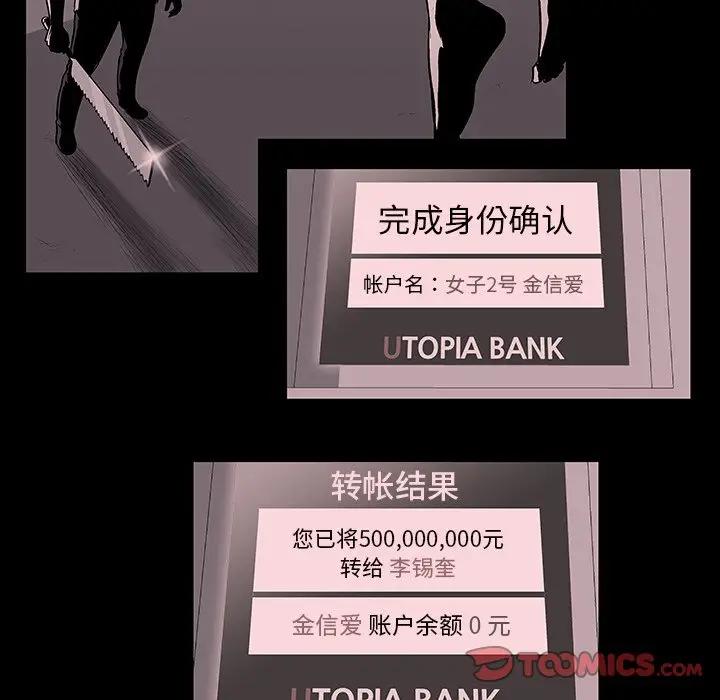 完成身份确认
帐户名：女子2号 金信爱
UTOPIA BANK
转帐结果
您已将500,000,000元
转给 李锡奎
金信爱 账户余额 0 元
UTOPIA BANK
TOOMICS.COM